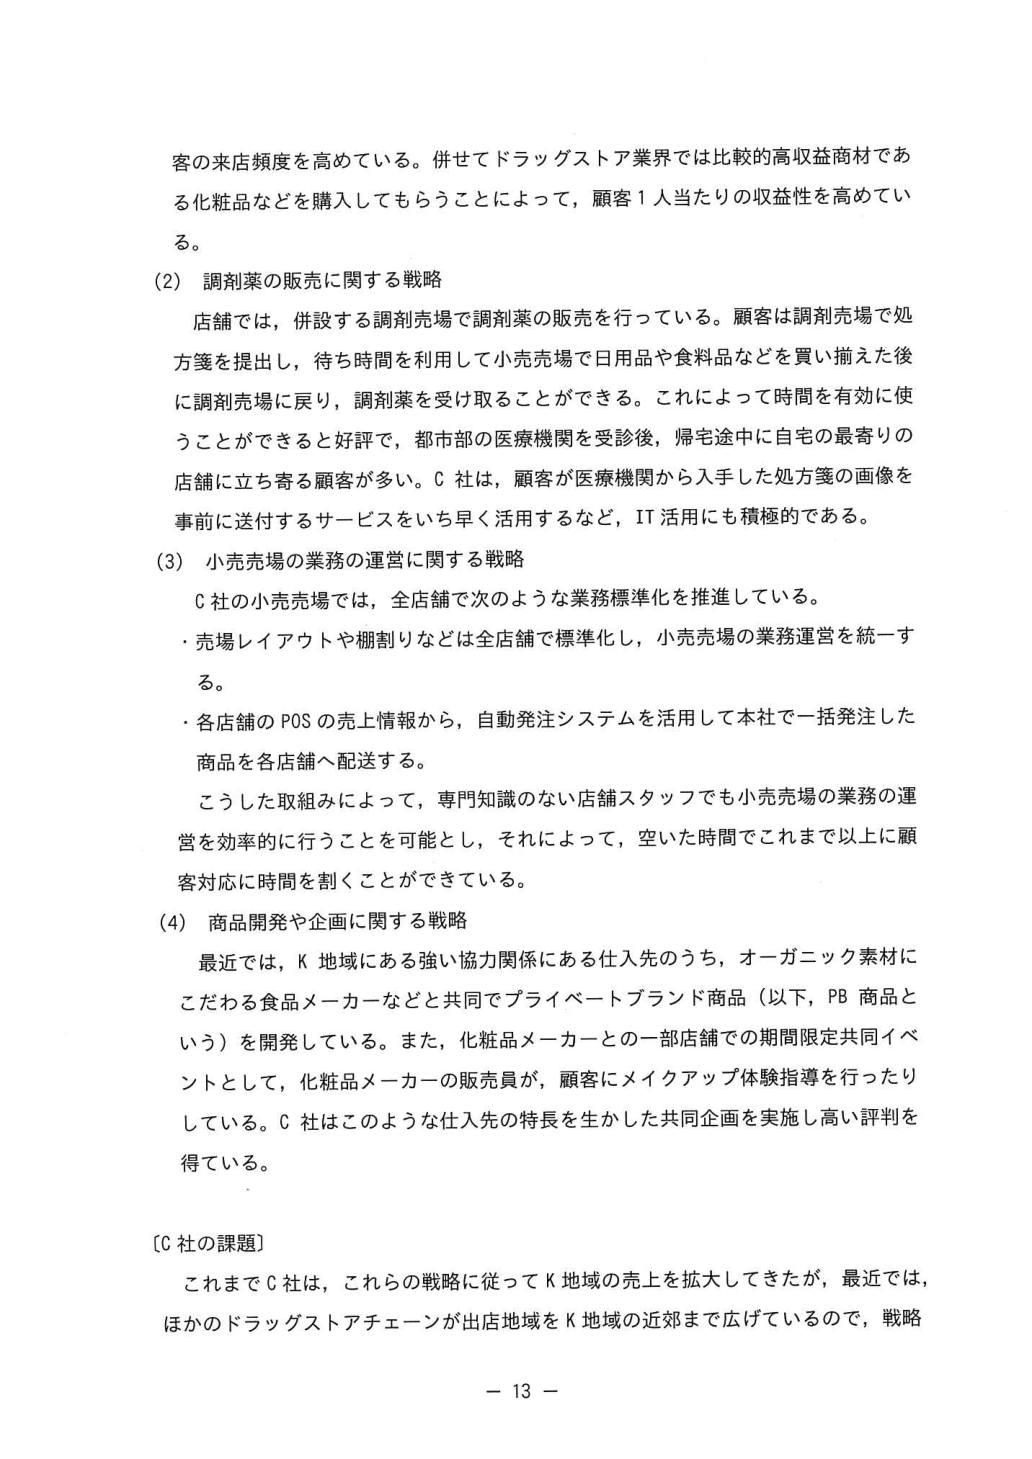 客の来店頻度を高めている。併せてドラッグストア業界では比較的高収益商材であ
る化粧品などを購入してもらうことによって，顧客1人当たりの収益性を高めてい
る。
(2) 調剤薬の販売に関する戦略
店舗では，併設する調剤売場で調剤薬の販売を行っている。顧客は調剤売場で処
方箋を提出し，待ち時間を利用して小売売場で日用品や食料品などを買い揃えた後
に調剤売場に戻り，調剤薬を受け取ることができる。これによって時間を有効に使
うことができると好評で，都市部の医療機関を受診後，帰宅途中に自宅の最寄りの
店舗に立ち寄る顧客が多い。C 社は，顧客が医療機関から入手した処方箋の画像を
事前に送付するサービスをいち早く活用するなど，IT 活用にも積極的である。
(3) 小売売場の業務の運営に関する戦略
C 社の小売売場では，全店舗で次のような業務標準化を推進している。
・売場レイアウトや棚割りなどは全店舗で標準化し，小売売場の業務運営を統一す
る。
・各店舗の POS の売上情報から，自動発注システムを活用して本社で一括発注した
商品を各店舗へ配送する。
こうした取組みによって，専門知識のない店舗スタッフでも小売売場の業務の運
営を効率的に行うことを可能とし，それによって，空いた時間でこれまで以上に顧
客対応に時間を割くことができている。
(4) 商品開発や企画に関する戦略
最近では，K 地域にある強い協力関係にある仕入先のうち，オーガニック素材に
こだわる食品メーカーなどと共同でプライベートブランド商品（以下，PB 商品と
いう）を開発している。また，化粧品メーカーとの一部店舗での期間限定共同イベ
ントとして，化粧品メーカーの販売員が，顧客にメイクアップ体験指導を行ったり
している。C 社はこのような仕入先の特長を生かした共同企画を実施し高い評判を
得ている。
〔C 社の課題〕
これまで C 社は，これらの戦略に従って K 地域の売上を拡大してきたが，最近では，
ほかのドラッグストアチェーンが出店地域を K 地域の近郊まで広げているので，戦略
－ 13 －